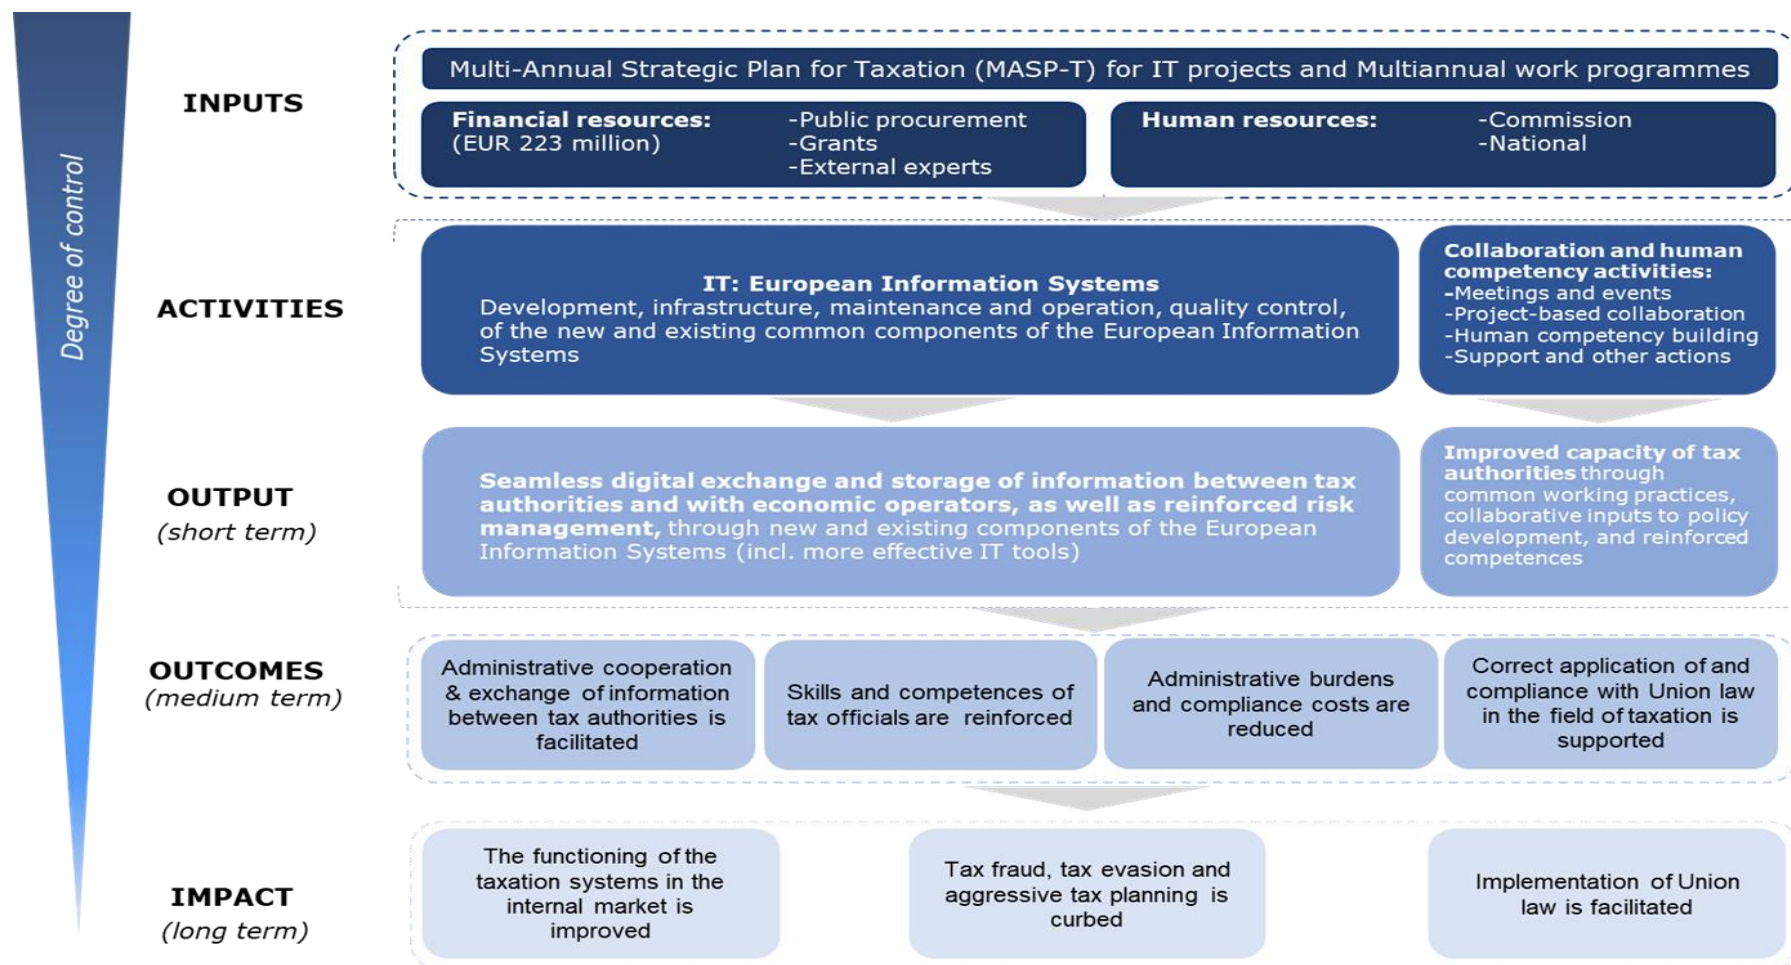 Degree of control
INPUTS
Multi-Annual Strategic Plan for Taxation (MASP-T) for IT projects and Multiannual work programmes
Financial resources:
(EUR 223 million)
-Public procurement
-Grants
-External experts
Human resources:
-Commission
-National
ACTIVITIES
IT: European Information Systems
Development, infrastructure, maintenance and operation, quality control,
of the new and existing common components of the European Information
Systems
Collaboration and human
competency activities:
-Meetings and events
-Project-based collaboration
-Human competency building
-Support and other actions
OUTPUT
(short term)
Seamless digital exchange and storage of information between tax
authorities and with economic operators, as well as reinforced risk
management, through new and existing components of the European
Information Systems (incl. more effective IT tools)
Improved capacity of tax
authorities through
common working practices,
collaborative inputs to policy
development, and reinforced
competences
OUTCOMES
(medium term)
Administrative cooperation
& exchange of information
between tax authorities is
facilitated
Skills and competences of
tax officials are reinforced
Administrative burdens
and compliance costs are
reduced
Correct application of and
compliance with Union law
in the field of taxation is
supported
IMPACT
(long term)
The functioning of the
taxation systems in the
internal market is
improved
Tax fraud, tax evasion and
aggressive tax planning is
curbed
Implementation of Union
law is facilitated